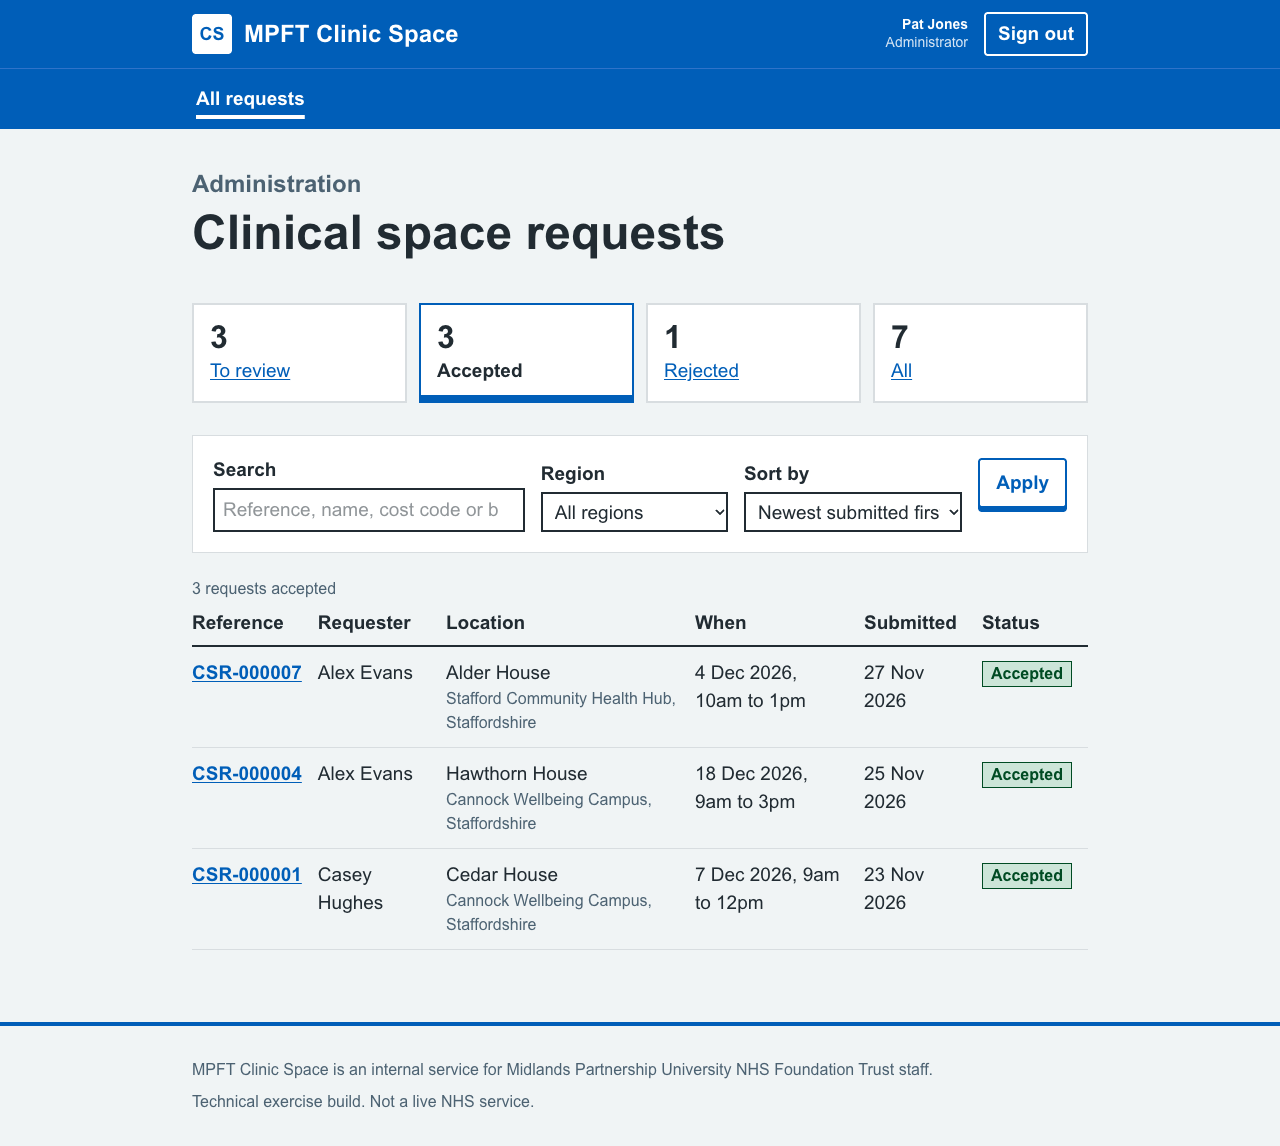 CS MPFT Clinic Space
Pat Jones
Administrator
Sign out
All requests
Administration
Clinical space requests
3
To review
3
Accepted
1
Rejected
7
All
Search
Reference, name, cost code or b
Region
All regions
Sort by
Newest submitted firs
Apply
3 requests accepted
Reference Requester Location When Submitted Status
CSR-000007 Alex Evans Alder House 4 Dec 2026, 27 Nov Accepted
Stafford Community Health Hub, 10am to 1pm 2026
Staffordshire
CSR-000004 Alex Evans Hawthorn House 18 Dec 2026, 25 Nov Accepted
Cannock Wellbeing Campus, 9am to 3pm 2026
Staffordshire
CSR-000001 Casey Cedar House 7 Dec 2026, 9am 23 Nov Accepted
Hughes Cannock Wellbeing Campus, to 12pm 2026
Staffordshire
MPFT Clinic Space is an internal service for Midlands Partnership University NHS Foundation Trust staff.
Technical exercise build. Not a live NHS service.